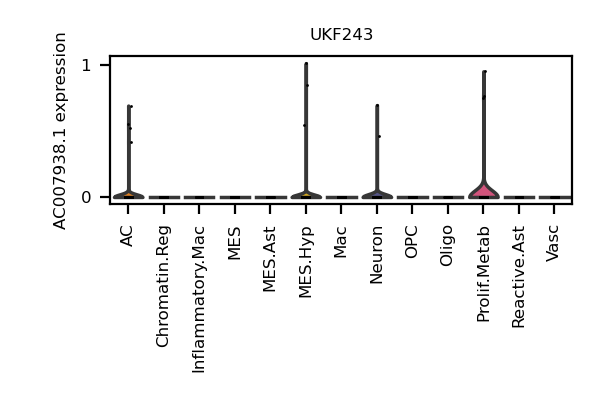 UKF243
AC007938.1 expression
1
0
AC
Chromatin.Reg
Inflammatory.Mac
MES
MES.Ast
MES.Hyp
Mac
Neuron
OPC
Oligo
Prolif.Metab
Reactive.Ast
Vasc